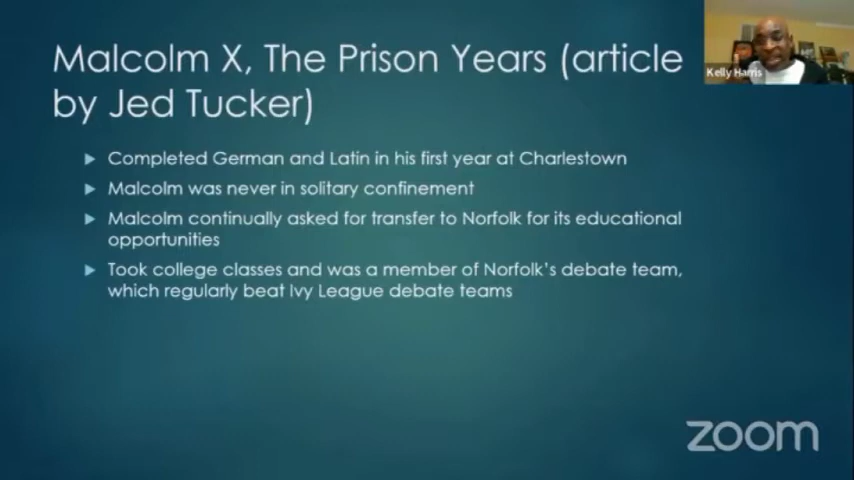 Malcolm X, The Prison Years (article
by Jed Tucker)
Kelly Harris
Completed German and Latin in his first year at Charlestown
Malcolm was never in solitary confinement
Malcolm continually asked for transfer to Norfolk for its educational
opportunities
Took college classes and was a member of Norfolk's debate team,
which regularly beat Ivy League debate teams
zoom